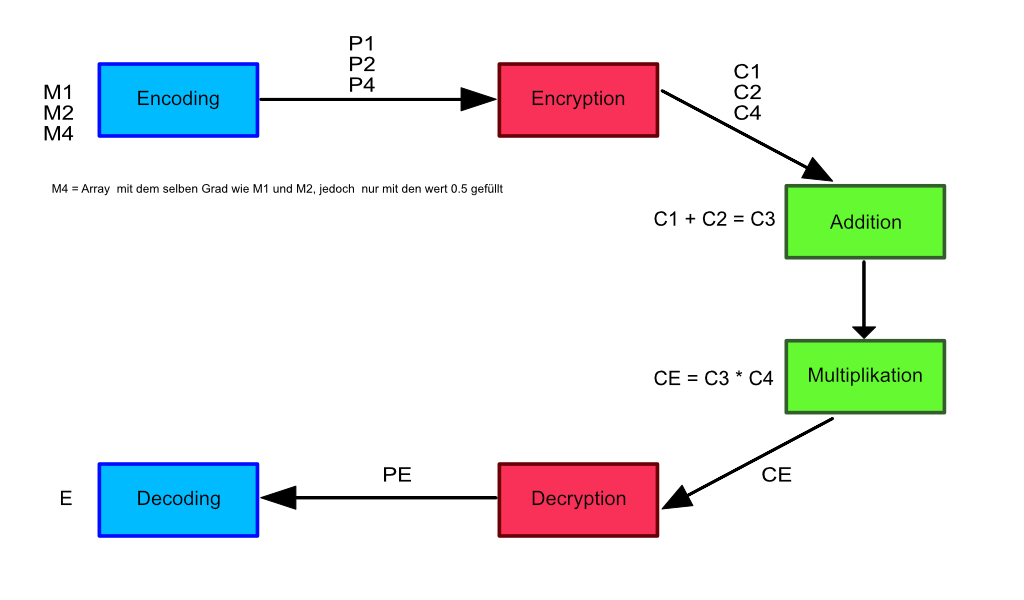 P1
P2
P4
M1
M2
M4
Encoding
Encryption
C1
C2
C4
M4 = Array mit dem selben Grad wie M1 und M2, jedoch nur mit den wert 0.5 gefüllt
C1 + C2 = C3
Addition
CE = C3 * C4
Multiplikation
E
Decoding
PE
Decryption
CE